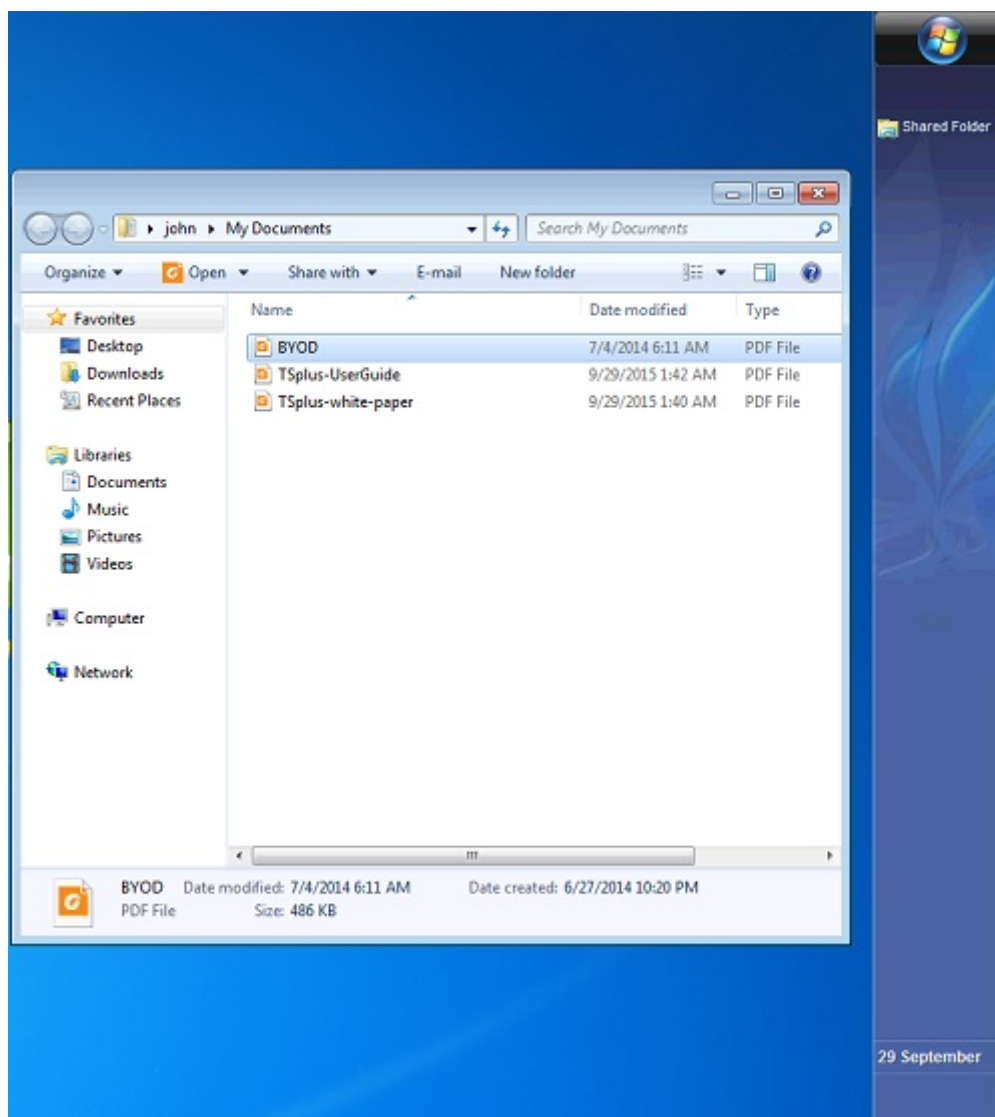 Shared Folder
john My Documents
Search My Documents
Organize Open Share with E-mail New folder
Name Date modified Type
BYOD 7/4/2014 6:11 AM PDF File
TSplus-UserGuide 9/29/2015 1:42 AM PDF File
TSplus-white-paper 9/29/2015 1:40 AM PDF File
Favorites
Desktop
Downloads
Recent Places
Libraries
Documents
Music
Pictures
Videos
Computer
Network
BYOD Date modified: 7/4/2014 6:11 AM Date created: 6/27/2014 10:20 PM
PDF File Size: 486 KB
29 September